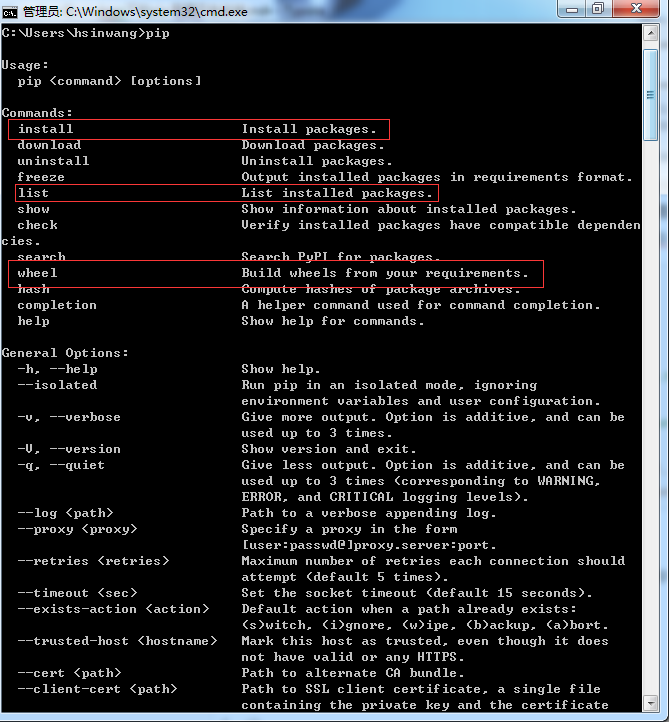 管理员: C:\Windows\system32\cmd.exe
C:\Users\hsinwang>pip
Usage:
pip <command> [options]
Commands:
install Install packages.
download Download packages.
uninstall Uninstall packages.
freeze Output installed packages in requirements format.
list List installed packages.
show Show information about installed packages.
check Verify installed packages have compatible dependen
cies.
search Search PyPI for packages.
wheel Build wheels from your requirements.
hash Compute hashes of package archives.
completion A helper command used for command completion.
help Show help for commands.
General Options:
-h, --help Show help.
--isolated Run pip in an isolated mode, ignoring
environment variables and user configuration.
-v, --verbose Give more output. Option is additive, and can be
used up to 3 times.
-V, --version Show version and exit.
-q, --quiet Give less output. Option is additive, and can be
used up to 3 times (corresponding to WARNING,
ERROR, and CRITICAL logging levels).
--log <path> Path to a verbose appending log.
--proxy <proxy> Specify a proxy in the form
[user:passwd@]proxy.server:port.
--retries <retries> Maximum number of retries each connection should
attempt (default 5 times).
--timeout <sec> Set the socket timeout (default 15 seconds).
--exists-action <action> Default action when a path already exists:
(s)witch, (i)gnore, (w)ipe, (b)ackup, (a)bort.
--trusted-host <hostname> Mark this host as trusted, even though it does
not have valid or any HTTPS.
--cert <path> Path to alternate CA bundle.
--client-cert <path> Path to SSL client certificate, a single file
containing the private key and the certificate